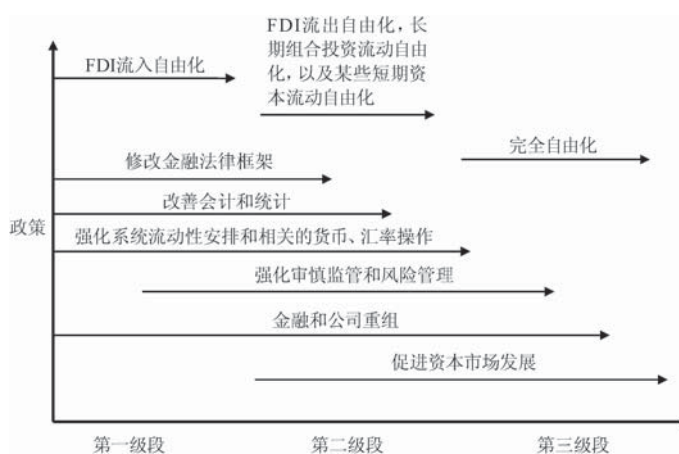 FDI流出自由化，长
期组合投资流动自由
化，以及某些短期资
本流动自由化
FDI流入自由化
完全自由化
修改金融法律框架
改善会计和统计
政策
强化系统流动性安排和相关的货币、汇率操作
强化审慎监管和风险管理
金融和公司重组
促进资本市场发展
第一级段
第二级段
第三级段